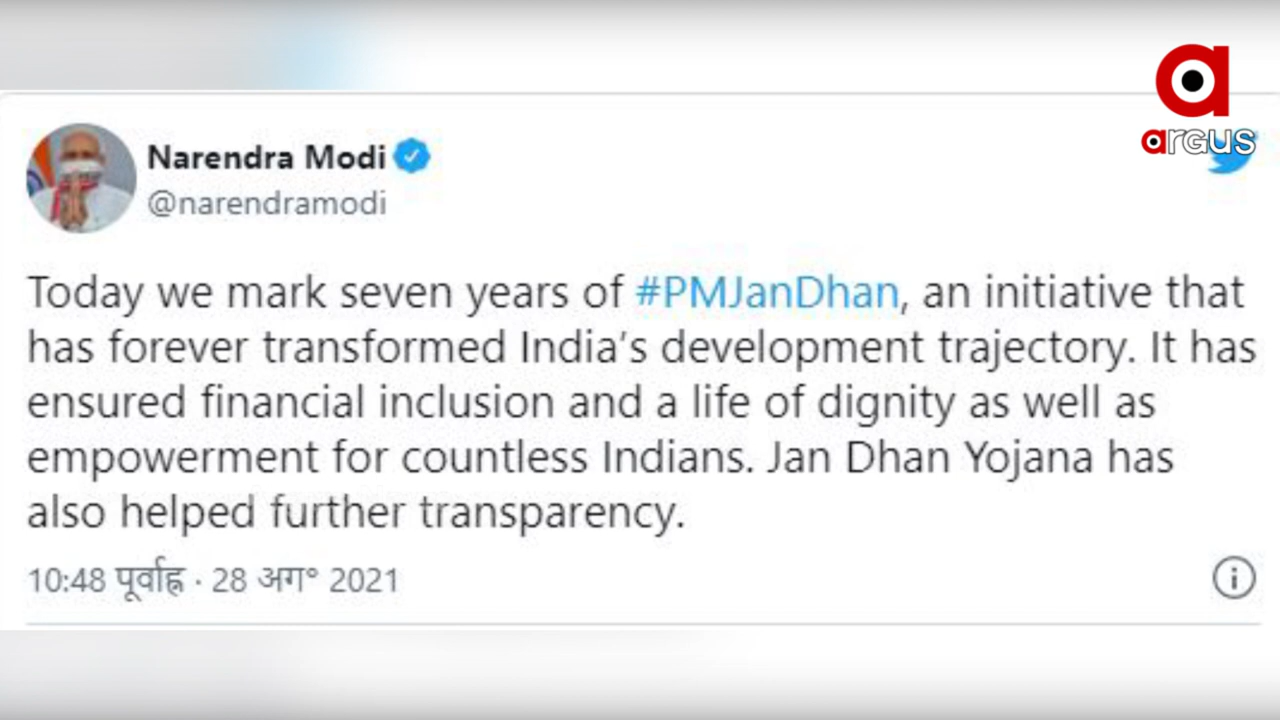 argus
Narendra Modi
@narendramodi
Today we mark seven years of #PMJanDhan, an initiative that
has forever transformed India's development trajectory. It has
ensured financial inclusion and a life of dignity as well as
empowerment for countless Indians. Jan Dhan Yojana has
also helped further transparency.
10:48 पूर्वाह्न · 28 अग॰ 2021